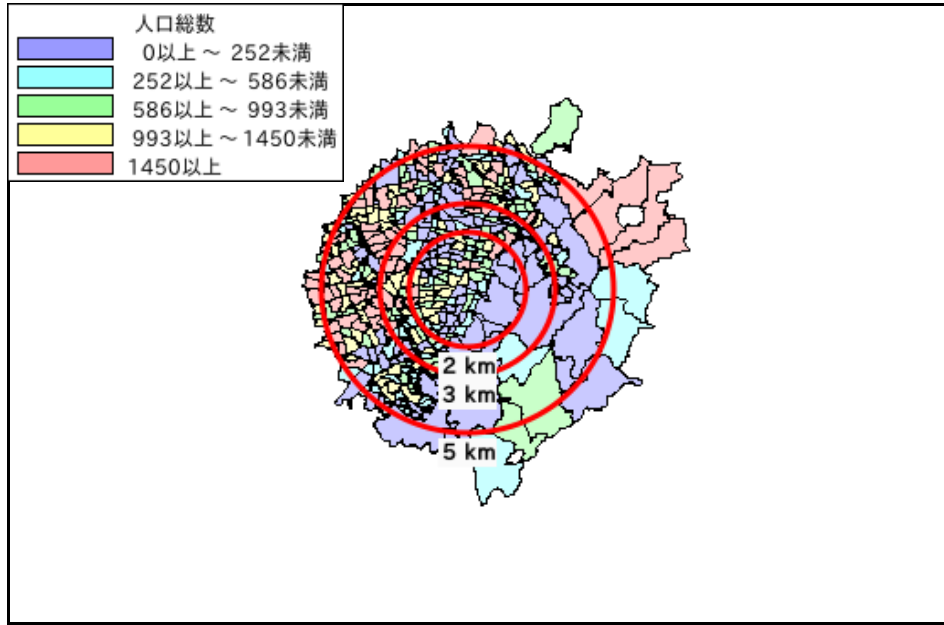 人口総数
0以上 ～ 252未満
252以上 ～ 586未満
586以上 ～ 993未満
993以上 ～ 1450未満
1450以上
2 km
3 km
5 km